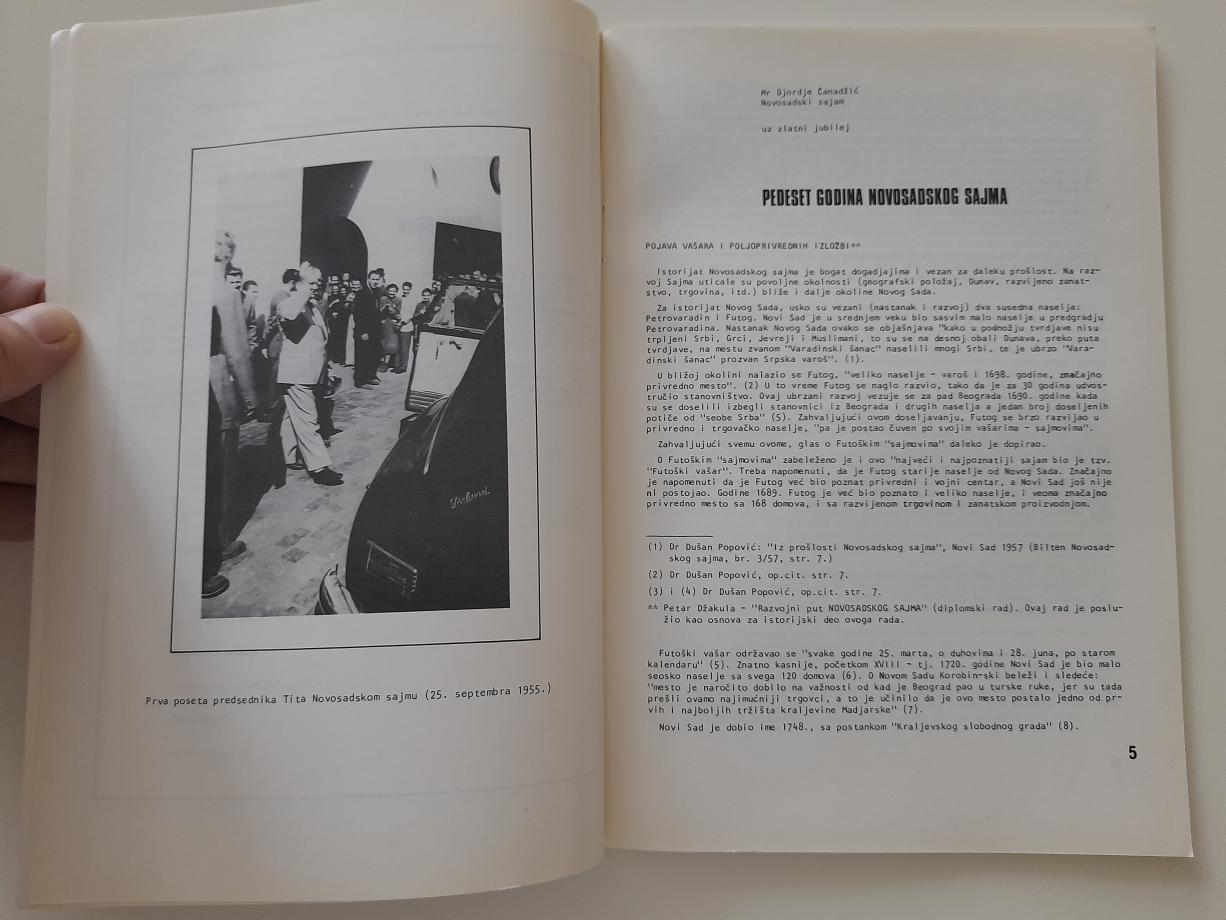 Prva poseta predsednika Tita Novosadskom sajmu (25. septembra 1955.)
Mr Djordje Čanadžić
Novosadski sajam
uz zlatni jubilej
PEDESET GODINA NOVOSADSKOG SAJMA
POJAVA VAŠARA I POLJOPRIVREDNIH IZLOŽBI**
Istorijat Novosadskog sajma je bogat dogadjajima i vezan za daleku prošlost. Na raz-
voj Sajma uticale su povoljne okolnosti (geografski položaj, Dunav, razvijeno zanat-
stvo, trgovina, itd.) bliže i dalje okoline Novog Sada.
Za istorijat Novog Sada, usko su vezani (nastanak i razvoj) dva susedna naselja:
Petrovaradin i Futog. Novi Sad je u srednjem veku bio sasvim malo naselje u predgradju
Petrovaradina. Nastanak Novog Sada ovako se objašnjava "kako u podnožju tvrdjave nisu
trpljeni Srbi, Grci, Jevreji i Muslimani, to su se na desnoj obali Dunava, preko puta
tvrdjave, na mestu zvanom "Varadinski šanac" naselili mnogi Srbi, te je ubrzo "Vara-
dinski šanac" prozvan Srpska varoš". (1).
U bližoj okolini nalazio se Futog, "veliko naselje - varoš i 1698. godine, značajno
privredno mesto". (2) U to vreme Futog se naglo razvio, tako da je za 30 godina udvos-
tručio stanovništvo. Ovaj ubrzani razvoj vezuje se za pad Beograda 1690. godine kada
su se doselili izbegli stanovnici iz Beograda i drugih naselja a jedan broj doseljenih
potiče od "seobe Srba" (5). Zahvaljujući ovom doseljavanju, Futog se brzo razvijao u
privredno i trgovačko naselje, "pa je postao čuven po svojim vašarima - sajmovima".
Zahvaljujući svemu ovome, glas o Futoškim "sajmovima" daleko je dopirao.
O Futoškim "sajmovima" zabeleženo je i ovo "najveći i najpoznatiji sajam bio je tzv.
"Futoški vašar". Treba napomenuti, da je Futog starije naselje od Novog Sada. Značajno
je napomenuti da je Futog već bio poznat privredni i vojni centar, a Novi Sad još nije
ni postojao. Godine 1689. Futog je već bio poznato i veliko naselje, i veoma značajno
privredno mesto sa 168 domova, i sa razvijenom trgovinom i zanatskom proizvodnjom.
(1) Dr Dušan Popović: "Iz prošlosti Novosadskog sajma", Novi Sad 1957 (Bilten Novosad-
skog sajma, br. 3/57, str. 7.)
(2) Dr Dušan Popović, op.cit. str. 7.
(3) i (4) Dr Dušan Popović, op.cit. str. 7.
** Petar Džakula - "Razvojni put NOVOSADSKOG SAJMA" (diplomski rad). Ovaj rad je poslu-
žio kao osnova za istorijski deo ovoga rada.
Futoški vašar održavao se "svake godine 25. marta, o duhovima i 28. juna, po starom
kalendaru" (5). Znatno kasnije, početkom XVIII - tj. 1720. godine Novi Sad je bio malo
seosko naselje sa svega 120 domova (6). O Novom Sadu Korobin-ski beleži i sledeće:
"mesto je naročito dobilo na važnosti od kad je Beograd pao u turske ruke, jer su tada
prešli ovamo najimućniji trgovci, a to je učinilo da je ovo mesto postalo jedno od pr-
vih i najboljih tržišta kraljevine Madjarske" (7).
Novi Sad je dobio ime 1748., sa postankom "Kraljevskog slobodnog grada" (8).
5